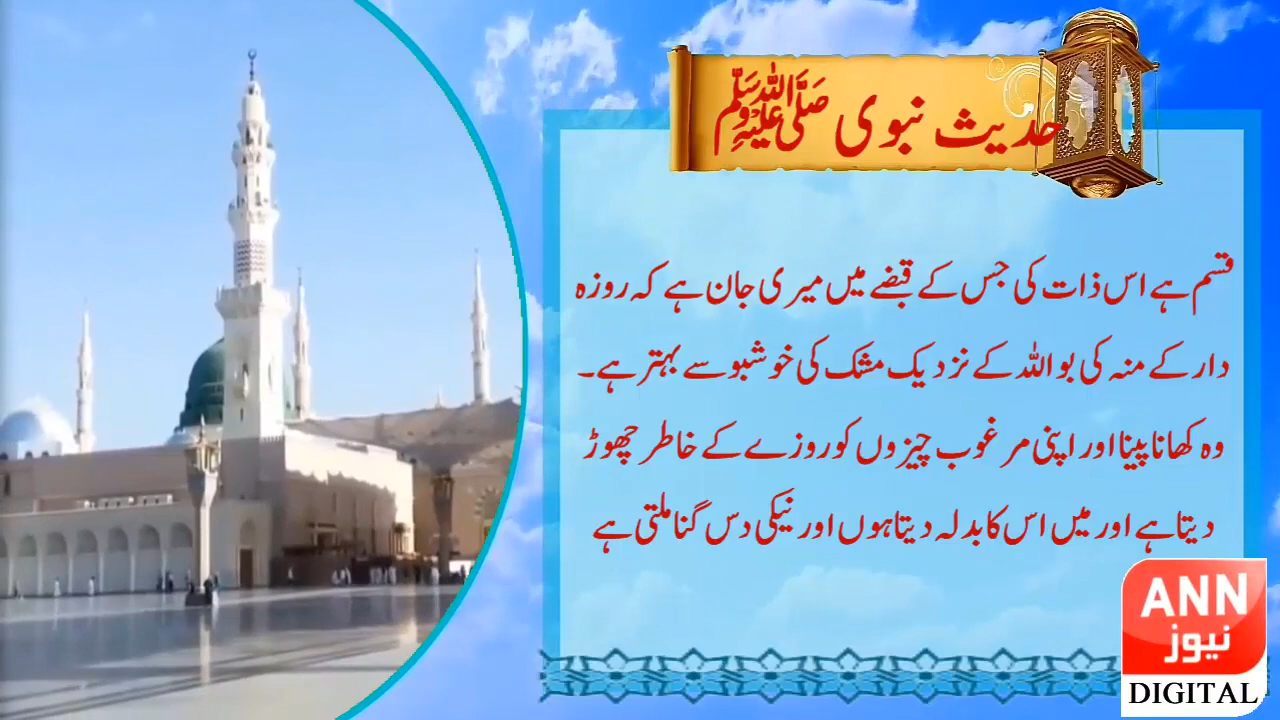 حدیث نبوی صَلَّی اللہُ عَلَیْہِ وَسَلَّم
قسم ہے اس ذات کی جس کے قبضے میں میری جان ہے کہ روزہ
دار کے منہ کی بو اللہ کے نزدیک مشک کی خوشبو سے بہتر ہے۔
وہ کھانا پینا اور اپنی مرغوب چیزوں کو روزے کے خاطر چھوڑ
دیتا ہے اور میں اس کا بدلہ دیتا ہوں اور نیکی دس گنا ملتی ہے
ANN
نیوز
DIGITAL